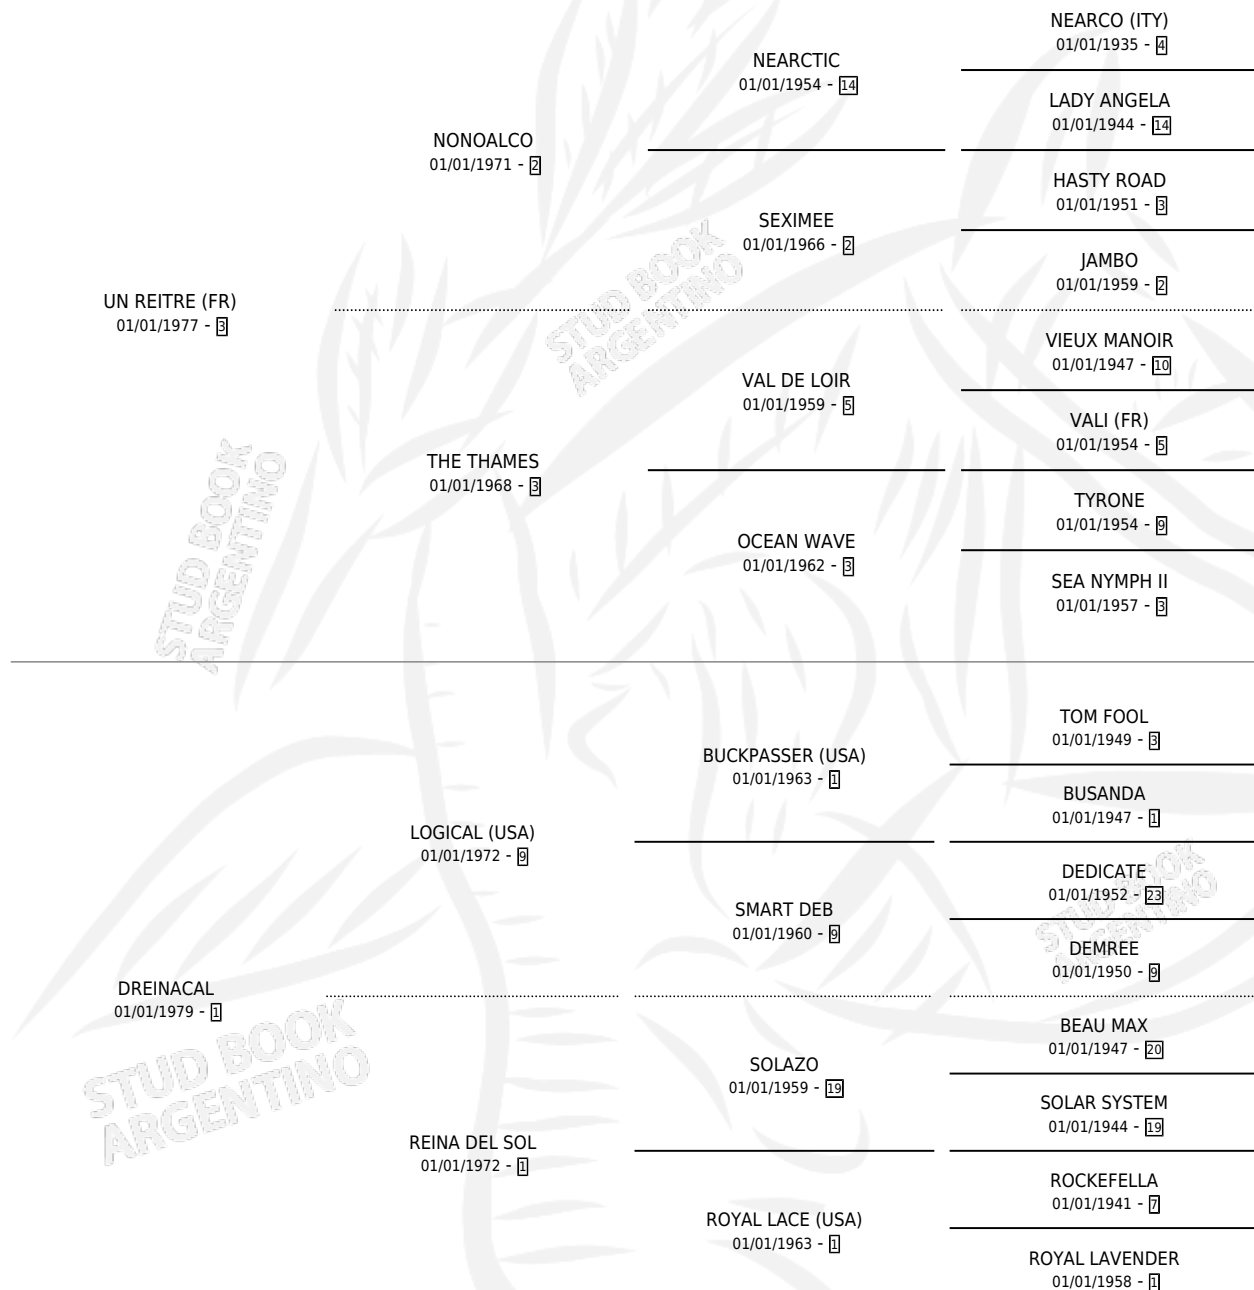 NEARCO (ITY)
01/01/1935 - 4
NEARCTIC
01/01/1954 - 14
LADY ANGELA
01/01/1944 - 14
NONOALCO
01/01/1971 - 2
HASTY ROAD
01/01/1951 - 3
SEXIMEE
01/01/1966 - 2
JAMBO
01/01/1959 - 2
UN REITRE (FR)
01/01/1977 - 3
VIEUX MANOIR
01/01/1947 - 10
VAL DE LOIR
01/01/1959 - 5
VALI (FR)
01/01/1954 - 5
THE THAMES
01/01/1968 - 3
TYRONE
01/01/1954 - 9
OCEAN WAVE
01/01/1962 - 3
SEA NYMPH II
01/01/1957 - 3
TOM FOOL
01/01/1949 - 3
BUCKPASSER (USA)
01/01/1963 - 1
BUSANDA
01/01/1947 - 1
LOGICAL (USA)
01/01/1972 - 9
DEDICATE
01/01/1952 - 23
SMART DEB
01/01/1960 - 9
DEMREE
01/01/1950 - 9
DREINACAL
01/01/1979 - 1
BEAU MAX
01/01/1947 - 20
SOLAZO
01/01/1959 - 19
SOLAR SYSTEM
01/01/1944 - 19
REINA DEL SOL
01/01/1972 - 1
ROCKEFELLA
01/01/1941 - 7
ROYAL LACE (USA)
01/01/1963 - 1
ROYAL LAVENDER
01/01/1958 - 1
STUD BOOK
ARGENTINO
STUD BOOK
ARGENTINO
STUD BOOK
ARGENTINO
STUD BOOK
ARGENTINO